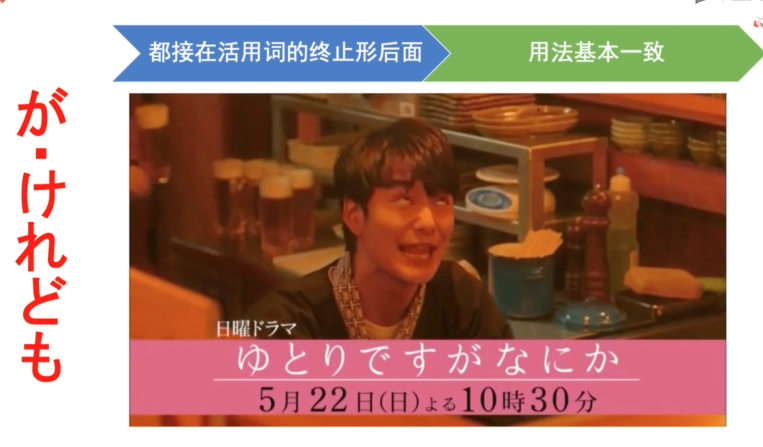 都接在活用词的终止形后面
用法基本一致
が・けれども
日曜ドラマ
ゆとりですがなにか
5月22日(日)よる10時30分